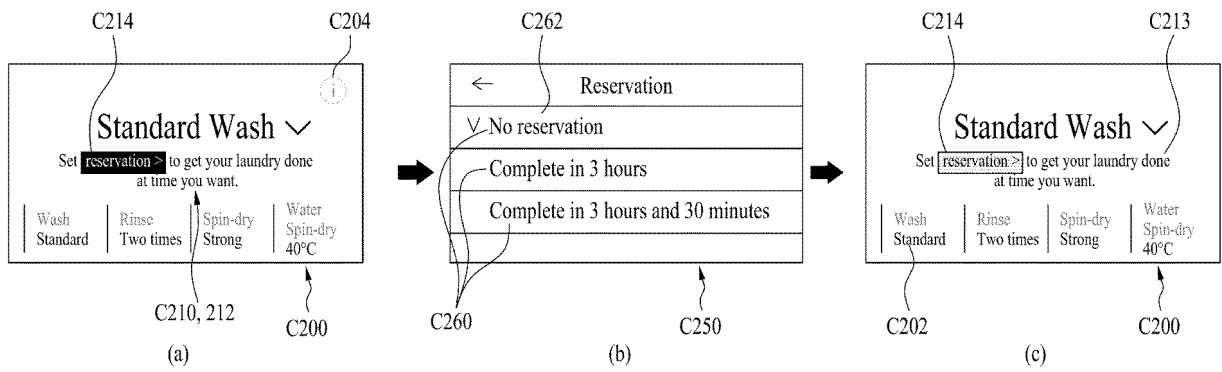 C214
C204
i
Standard Wash
Set reservation > to get your laundry done
at time you want.
Wash
Standard
Rinse
Two times
Spin-dry
Strong
Water
Spin-dry
40°C
C210, 212
C200
(a)
C262
← Reservation
V No reservation
Complete in 3 hours
Complete in 3 hours and 30 minutes
C260
C250
(b)
C214
C213
Standard Wash
Set reservation > to get your laundry done
at time you want.
Wash
Standard
Rinse
Two times
Spin-dry
Strong
Water
Spin-dry
40°C
C202
C200
(c)